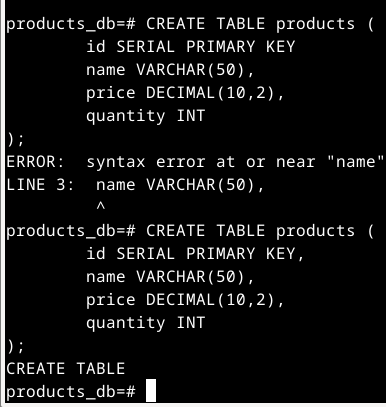 products_db=# CREATE TABLE products (
id SERIAL PRIMARY KEY
name VARCHAR(50),
price DECIMAL(10,2),
quantity INT
);
ERROR:  syntax error at or near "name"
LINE 3:  name VARCHAR(50),
^
products_db=# CREATE TABLE products (
id SERIAL PRIMARY KEY,
name VARCHAR(50),
price DECIMAL(10,2),
quantity INT
);
CREATE TABLE
products_db=#